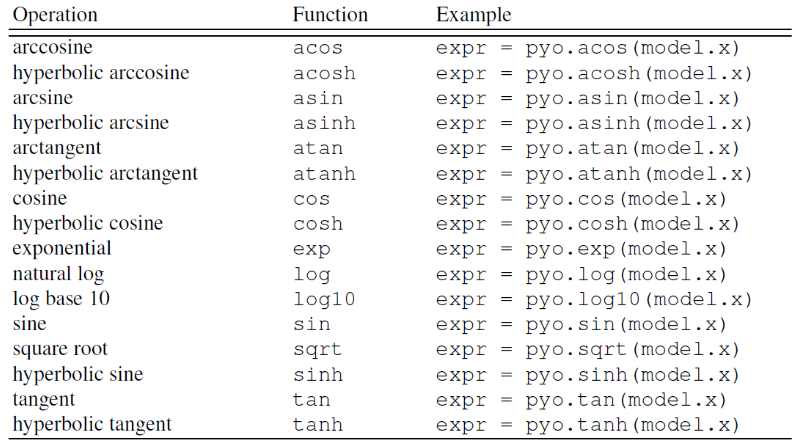 Operation Function Example
arccosine acos expr = pyo.acos(model.x)
hyperbolic arccosine acosh expr = pyo.acosh(model.x)
arcsine asin expr = pyo.asin(model.x)
hyperbolic arcsine asinh expr = pyo.asinh(model.x)
arctangent atan expr = pyo.atan(model.x)
hyperbolic arctangent atanh expr = pyo.atanh(model.x)
cosine cos expr = pyo.cos(model.x)
hyperbolic cosine cosh expr = pyo.cosh(model.x)
exponential exp expr = pyo.exp(model.x)
natural log log expr = pyo.log(model.x)
log base 10 log10 expr = pyo.log10(model.x)
sine sin expr = pyo.sin(model.x)
square root sqrt expr = pyo.sqrt(model.x)
hyperbolic sine sinh expr = pyo.sinh(model.x)
tangent tan expr = pyo.tan(model.x)
hyperbolic tangent tanh expr = pyo.tanh(model.x)